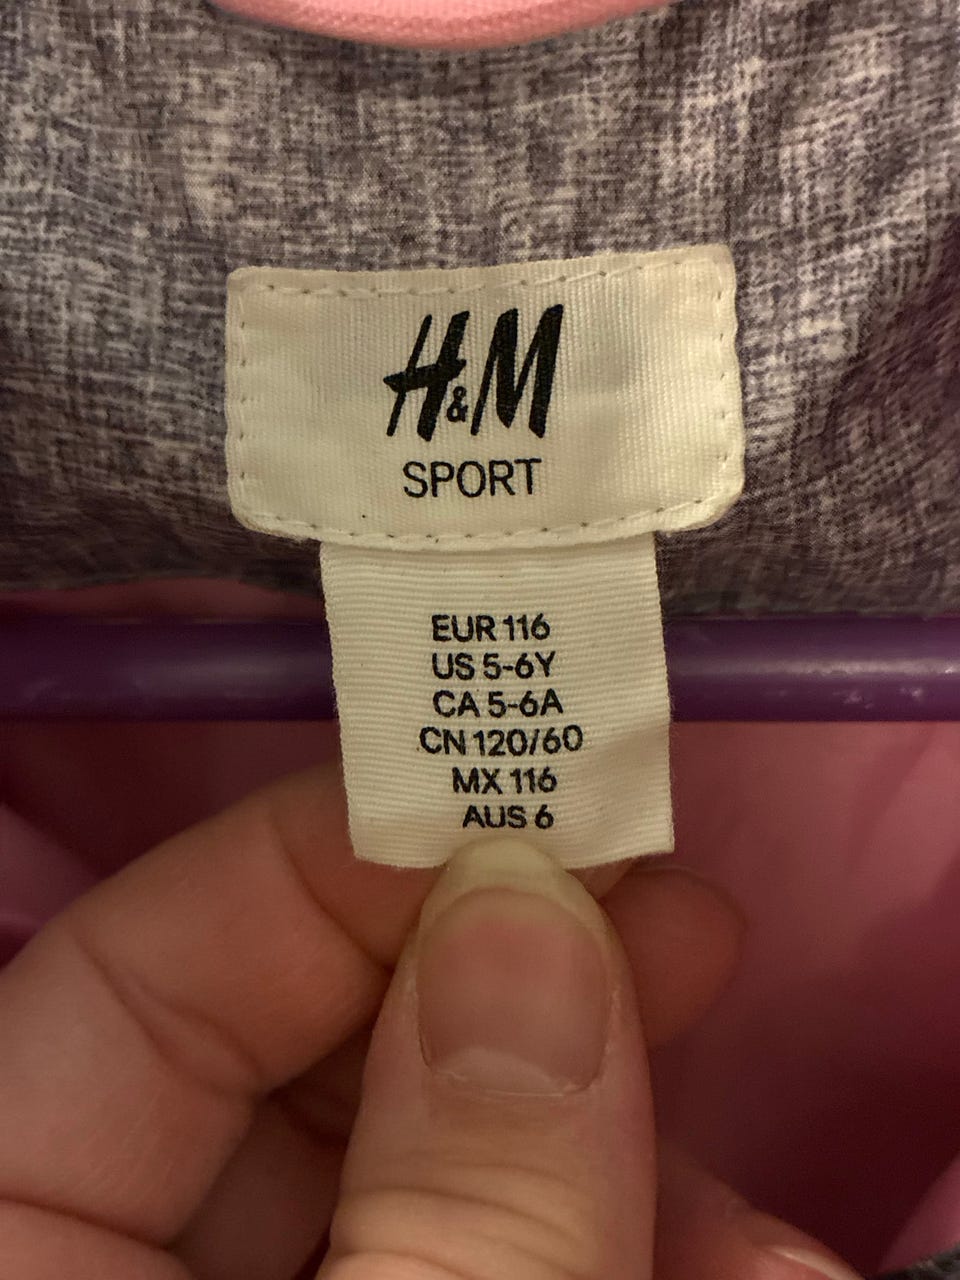 H&M
SPORT
EUR 116
US 5-6Y
CA 5-6A
CN 120/60
MX 116
AUS 6